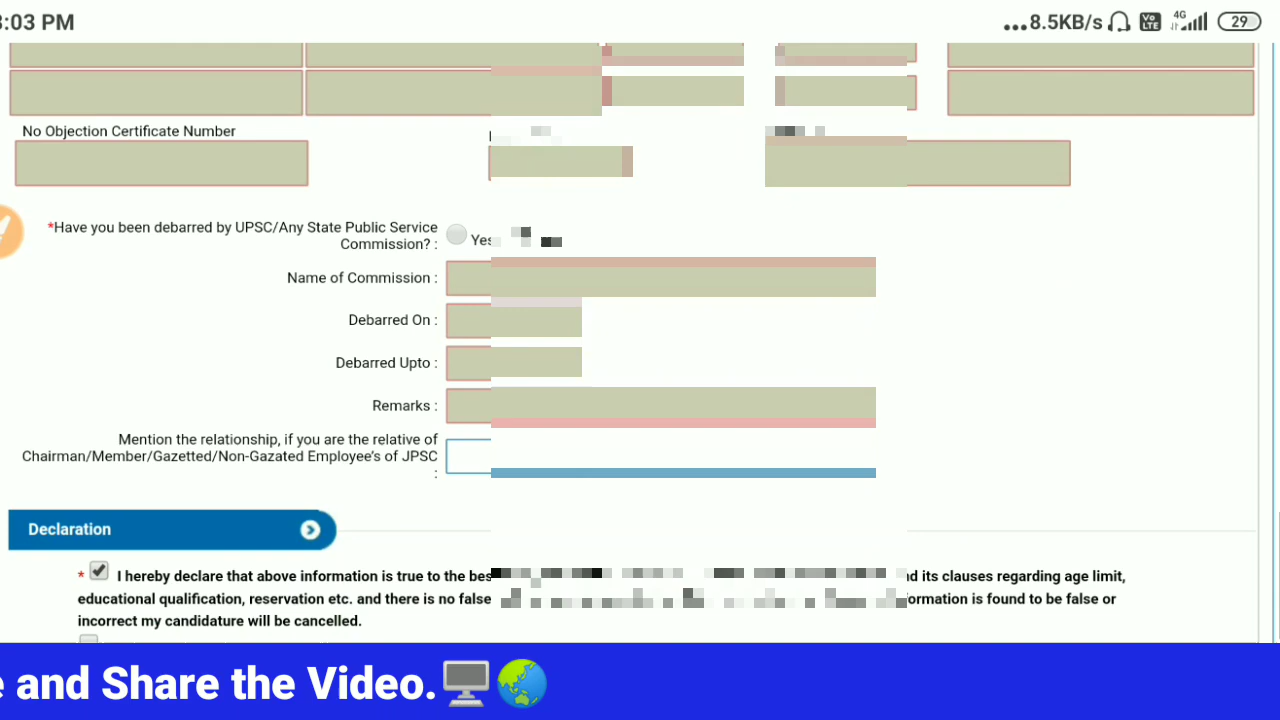 :03 PM
...8.5KB/s
4G
Vo LTE
29
No Objection Certificate Number
*Have you been debarred by UPSC/Any State Public Service
Commission? :
Yes
Name of Commission :
Debarred On :
Debarred Upto :
Remarks :
Mention the relationship, if you are the relative of
Chairman/Member/Gazetted/Non-Gazated Employee's of JPSC
:
Declaration
* I hereby declare that above information is true to the bes
d its clauses regarding age limit,
educational qualification, reservation etc. and there is no false
ormation is found to be false or
incorrect my candidature will be cancelled.
e and Share the Video.